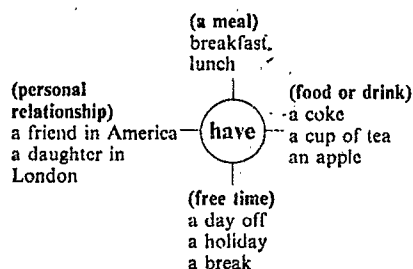 (a meal)
breakfast
lunch
(personal
relationship)
a friend in America
a daughter in
London
have
(food or drink)
a coke
a cup of tea
an apple
(free time)
a day off
a holiday
a break